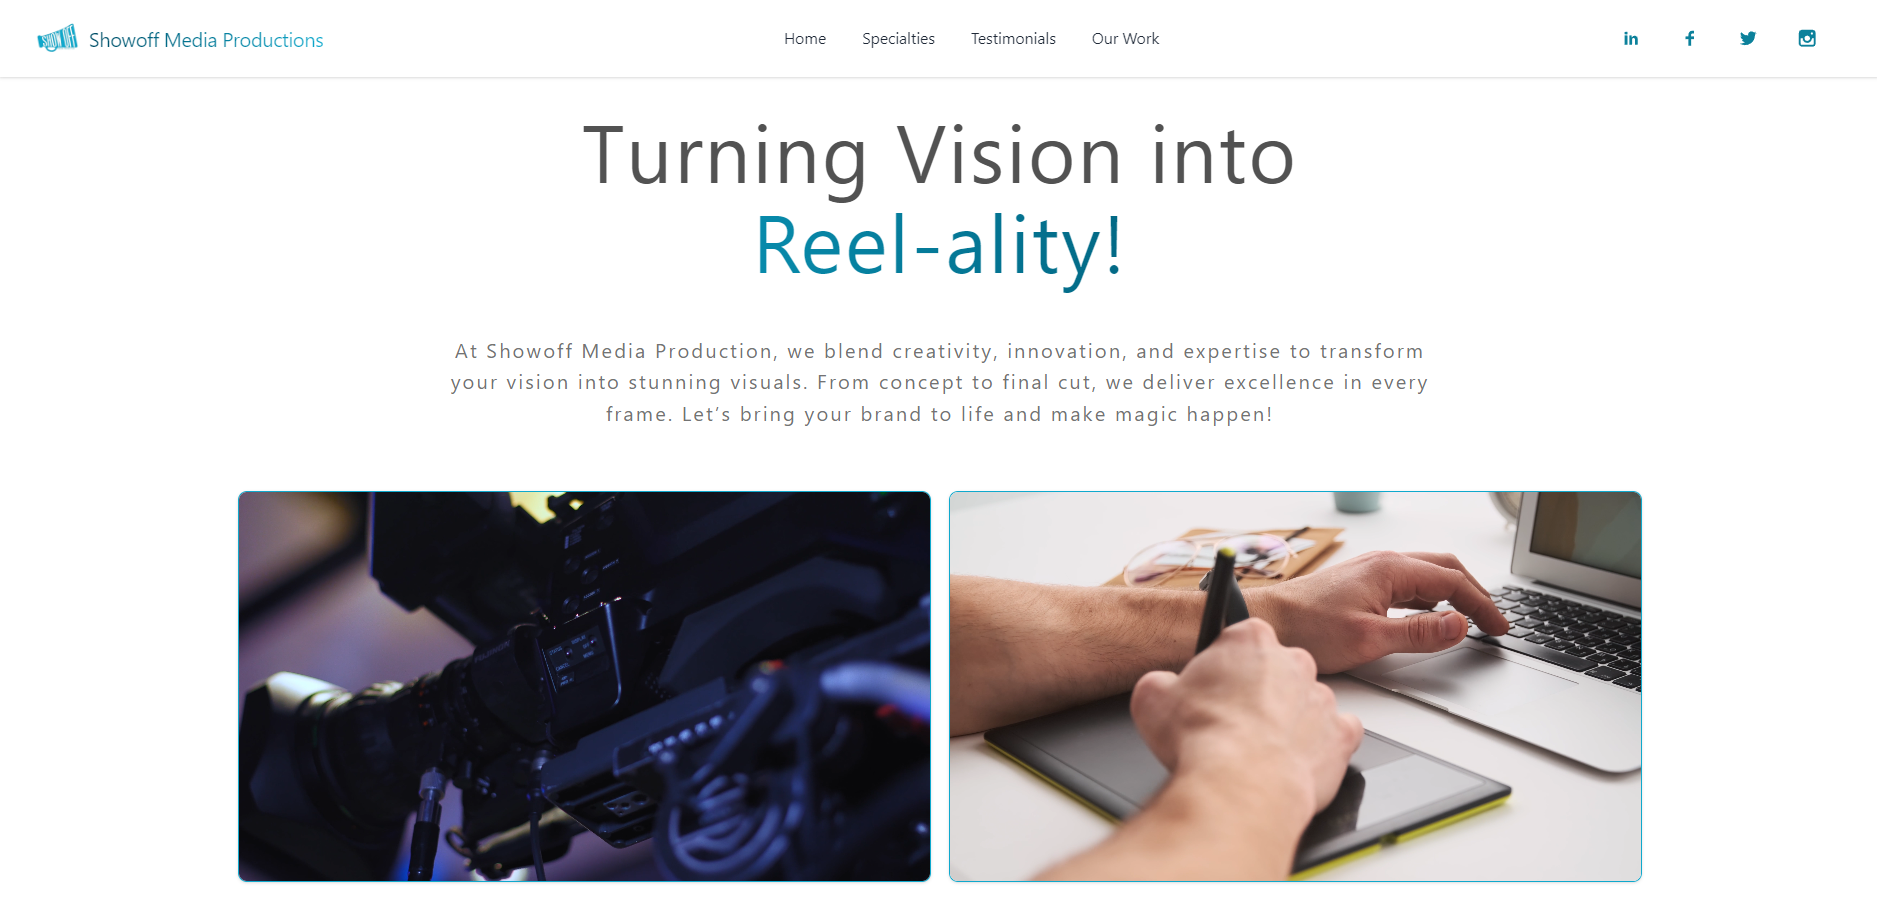 SHOWOFF
Showoff Media Productions
Home
Specialties
Testimonials
Our Work
Turning Vision into
Reel-ality!
At Showoff Media Production, we blend creativity, innovation, and expertise to transform
your vision into stunning visuals. From concept to final cut, we deliver excellence in every
frame. Let’s bring your brand to life and make magic happen!